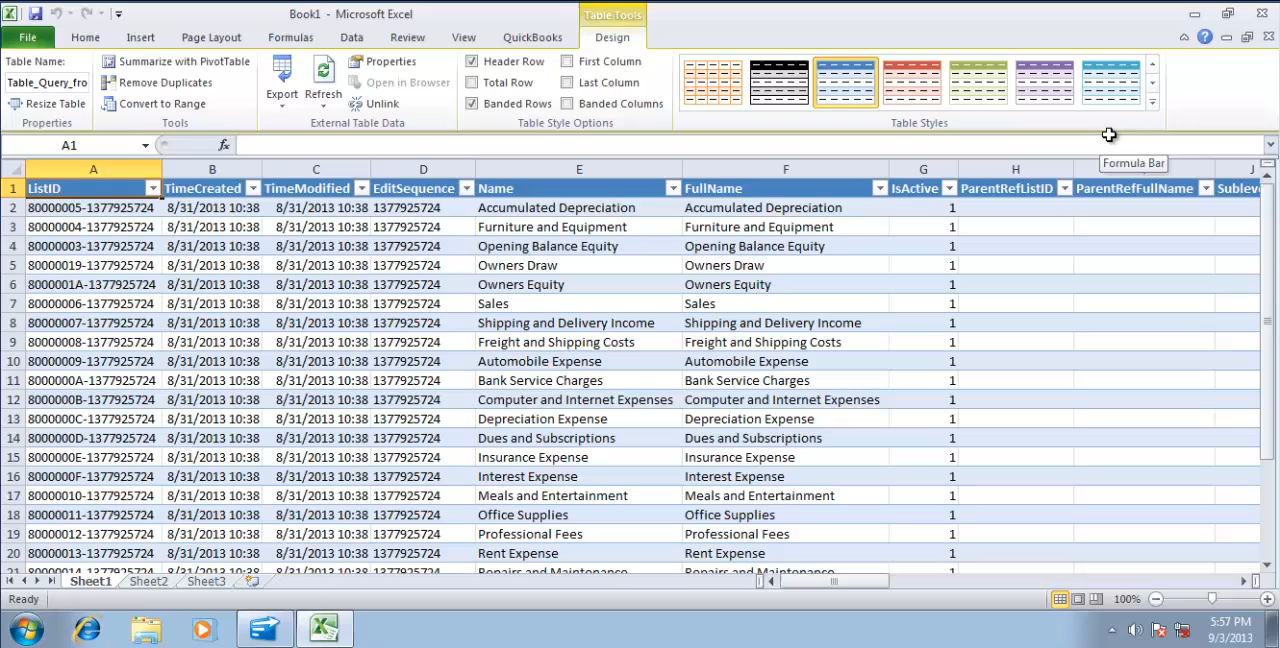 Book1 - Microsoft Excel
Table Tools
File Home Insert Page Layout Formulas Data Review View QuickBooks Design
Table Name:
Table_Query_fro
Resize Table
Properties
Summarize with PivotTable
Remove Duplicates
Convert to Range
Tools
Export
Refresh
Properties
Open in Browser
Unlink
External Table Data
Header Row
Total Row
Banded Rows
First Column
Last Column
Banded Columns
Table Style Options
Table Styles
A1 fx
Formula Bar
A B C D E F G H I J
1 ListID TimeCreated TimeModified EditSequence Name FullName IsActive ParentRefListID ParentRefFullName Sublev
2 80000005-1377925724 8/31/2013 10:38 8/31/2013 10:38 1377925724 Accumulated Depreciation Accumulated Depreciation 1
3 80000004-1377925724 8/31/2013 10:38 8/31/2013 10:38 1377925724 Furniture and Equipment Furniture and Equipment 1
4 80000003-1377925724 8/31/2013 10:38 8/31/2013 10:38 1377925724 Opening Balance Equity Opening Balance Equity 1
5 80000019-1377925724 8/31/2013 10:38 8/31/2013 10:38 1377925724 Owners Draw Owners Draw 1
6 8000001A-1377925724 8/31/2013 10:38 8/31/2013 10:38 1377925724 Owners Equity Owners Equity 1
7 80000006-1377925724 8/31/2013 10:38 8/31/2013 10:38 1377925724 Sales Sales 1
8 80000007-1377925724 8/31/2013 10:38 8/31/2013 10:38 1377925724 Shipping and Delivery Income Shipping and Delivery Income 1
9 80000008-1377925724 8/31/2013 10:38 8/31/2013 10:38 1377925724 Freight and Shipping Costs Freight and Shipping Costs 1
10 80000009-1377925724 8/31/2013 10:38 8/31/2013 10:38 1377925724 Automobile Expense Automobile Expense 1
11 8000000A-1377925724 8/31/2013 10:38 8/31/2013 10:38 1377925724 Bank Service Charges Bank Service Charges 1
12 8000000B-1377925724 8/31/2013 10:38 8/31/2013 10:38 1377925724 Computer and Internet Expenses Computer and Internet Expenses 1
13 8000000C-1377925724 8/31/2013 10:38 8/31/2013 10:38 1377925724 Depreciation Expense Depreciation Expense 1
14 8000000D-1377925724 8/31/2013 10:38 8/31/2013 10:38 1377925724 Dues and Subscriptions Dues and Subscriptions 1
15 8000000E-1377925724 8/31/2013 10:38 8/31/2013 10:38 1377925724 Insurance Expense Insurance Expense 1
16 8000000F-1377925724 8/31/2013 10:38 8/31/2013 10:38 1377925724 Interest Expense Interest Expense 1
17 80000010-1377925724 8/31/2013 10:38 8/31/2013 10:38 1377925724 Meals and Entertainment Meals and Entertainment 1
18 80000011-1377925724 8/31/2013 10:38 8/31/2013 10:38 1377925724 Office Supplies Office Supplies 1
19 80000012-1377925724 8/31/2013 10:38 8/31/2013 10:38 1377925724 Professional Fees Professional Fees 1
20 80000013-1377925724 8/31/2013 10:38 8/31/2013 10:38 1377925724 Rent Expense Rent Expense 1
21 80000014-1377925724 8/31/2013 10:38 8/31/2013 10:38 1377925724 Repairs and Maintenance Repairs and Maintenance 1
Sheet1 Sheet2 Sheet3
Ready 100%
5:57 PM
9/3/2013